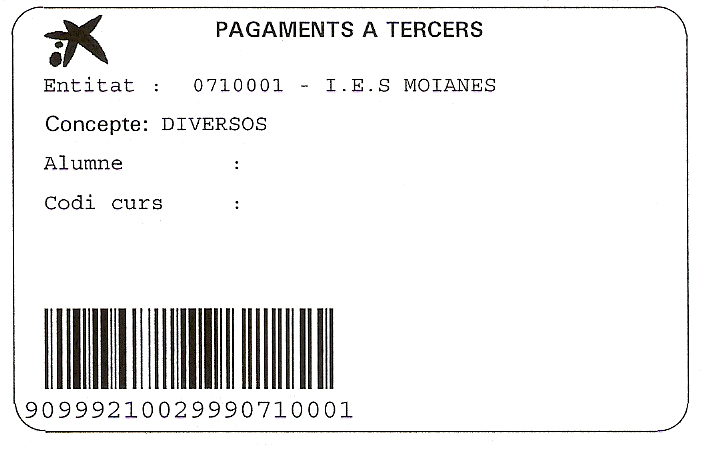 PAGAMENTS A TERCERS
Entitat : 0710001 - I.E.S MOIANES
Concepte: DIVERSOS
Alumne :
Codi curs :
90999210029990710001